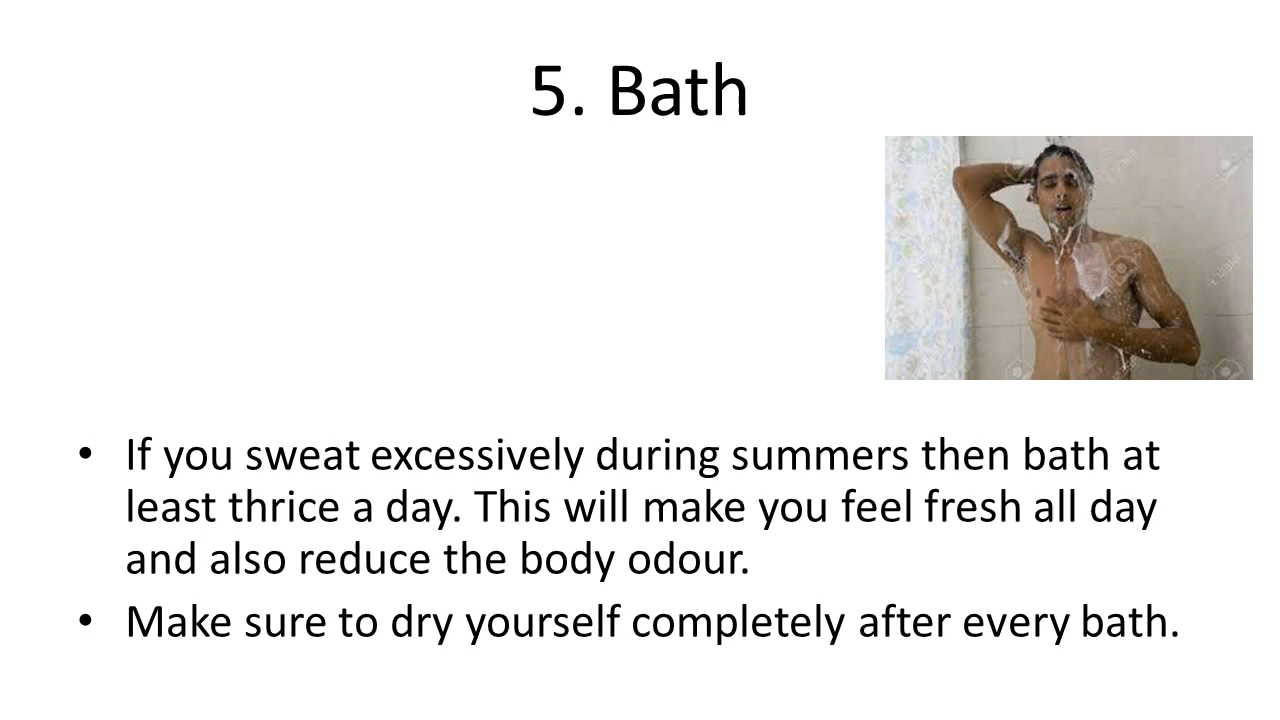 5. Bath
• If you sweat excessively during summers then bath at
least thrice a day. This will make you feel fresh all day
and also reduce the body odour.
• Make sure to dry yourself completely after every bath.